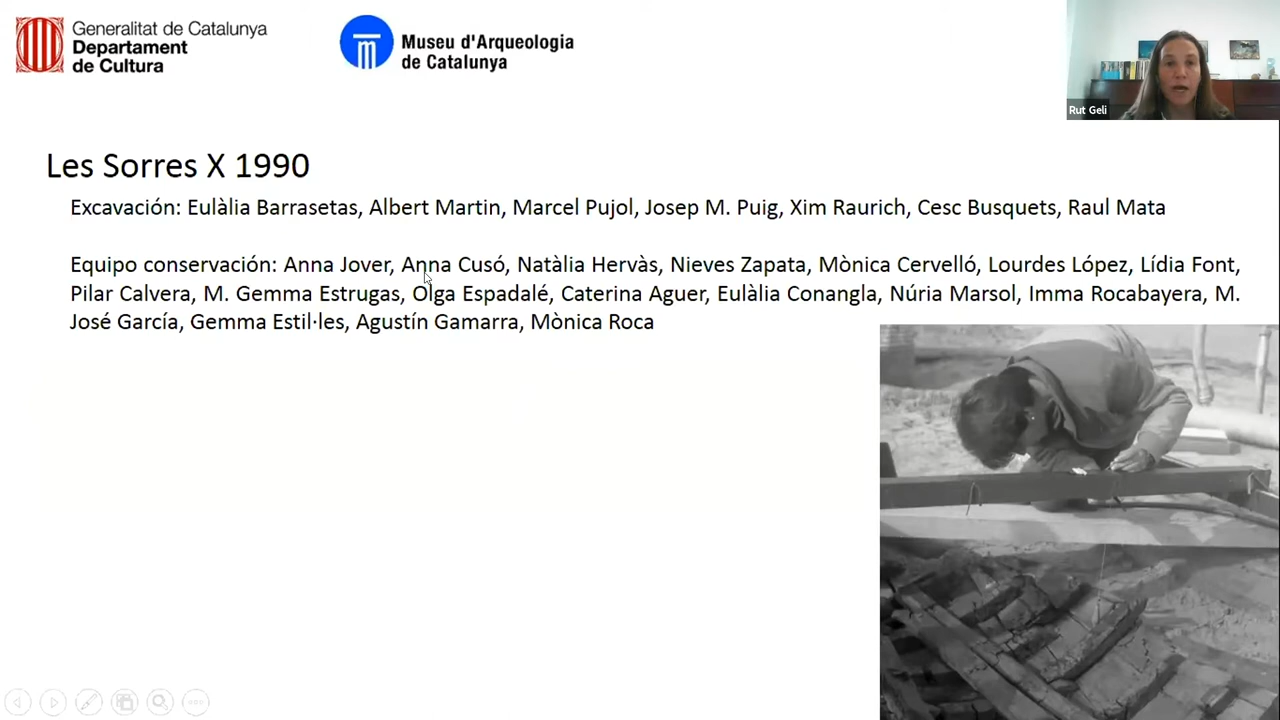 Generalitat de Catalunya
Departament
de Cultura
Museu d'Arqueologia
de Catalunya
Rut Geli
Les Sorres X 1990
Excavación: Eulàlia Barrasetas, Albert Martin, Marcel Pujol, Josep M. Puig, Xim Raurich, Cesc Busquets, Raul Mata
Equipo conservación: Anna Jover, Anna Cusó, Natàlia Hervàs, Nieves Zapata, Mònica Cervelló, Lourdes López, Lídia Font,
Pilar Calvera, M. Gemma Estrugas, Olga Espadalé, Caterina Aguer, Eulàlia Conangla, Núria Marsol, Imma Rocabayera, M.
José García, Gemma Estil·les, Agustín Gamarra, Mònica Roca